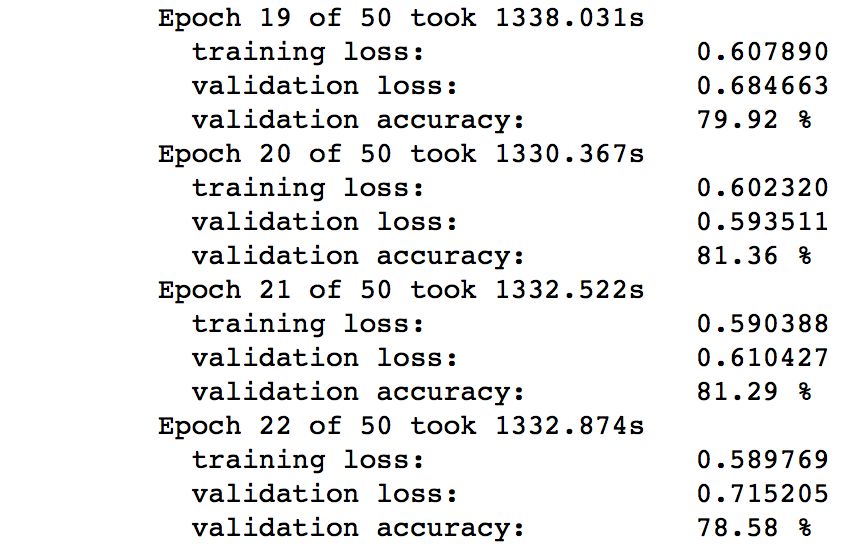 Epoch 19 of 50 took 1338.031s
training loss: 0.607890
validation loss: 0.684663
validation accuracy: 79.92 %
Epoch 20 of 50 took 1330.367s
training loss: 0.602320
validation loss: 0.593511
validation accuracy: 81.36 %
Epoch 21 of 50 took 1332.522s
training loss: 0.590388
validation loss: 0.610427
validation accuracy: 81.29 %
Epoch 22 of 50 took 1332.874s
training loss: 0.589769
validation loss: 0.715205
validation accuracy: 78.58 %